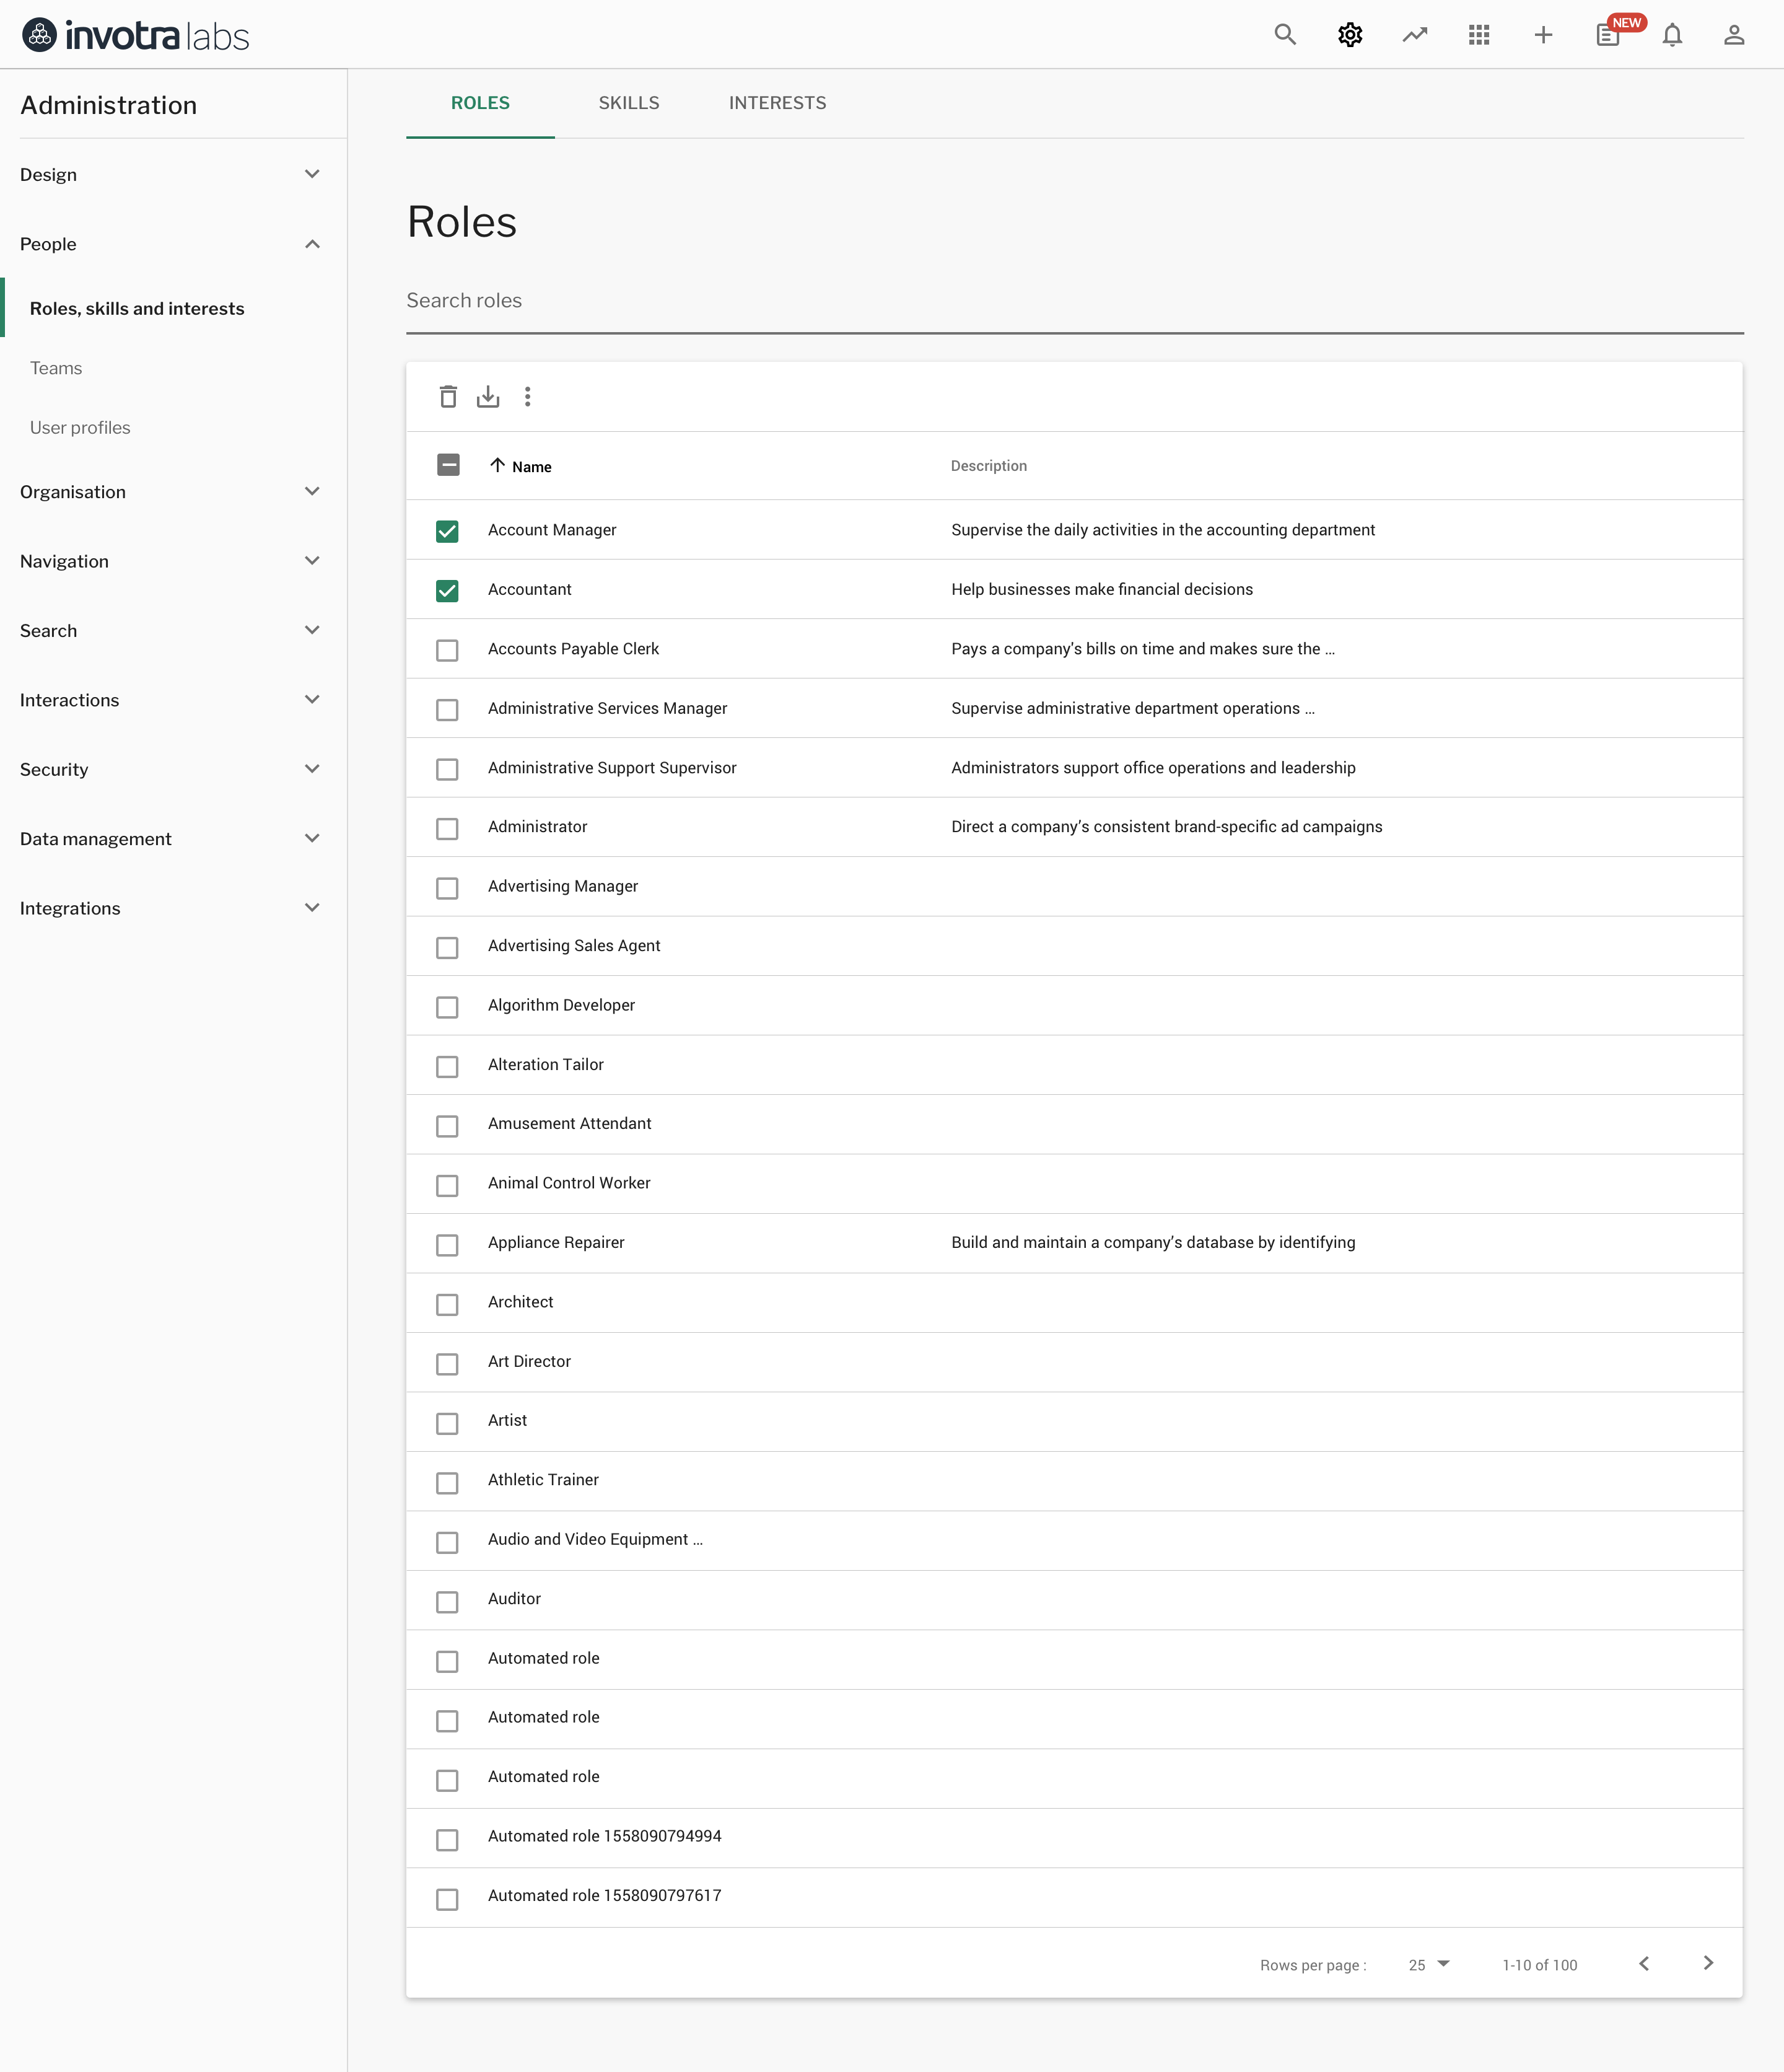 invotra labs
NEW
Administration
ROLES SKILLS INTERESTS
Design
People
Roles, skills and interests
Teams
User profiles
Organisation
Navigation
Search
Interactions
Security
Data management
Integrations
Roles
Search roles
Name Description
Account Manager Supervise the daily activities in the accounting department
Accountant Help businesses make financial decisions
Accounts Payable Clerk Pays a company's bills on time and makes sure the ...
Administrative Services Manager Supervise administrative department operations ...
Administrative Support Supervisor Administrators support office operations and leadership
Administrator Direct a company’s consistent brand-specific ad campaigns
Advertising Manager
Advertising Sales Agent
Algorithm Developer
Alteration Tailor
Amusement Attendant
Animal Control Worker
Appliance Repairer Build and maintain a company’s database by identifying
Architect
Art Director
Artist
Athletic Trainer
Audio and Video Equipment ...
Auditor
Automated role
Automated role
Automated role
Automated role 1558090794994
Automated role 1558090797617
Rows per page : 25 1-10 of 100